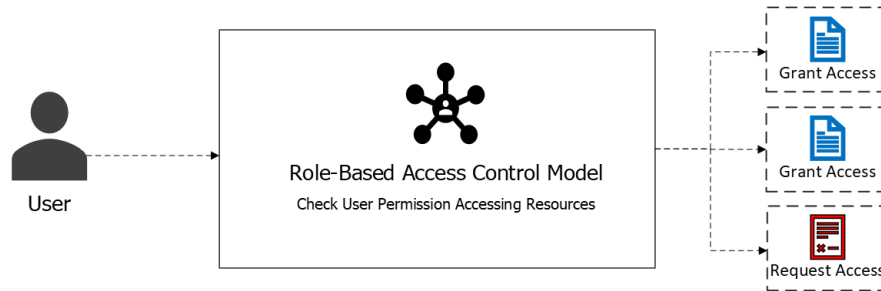 Grant Access
Grant Access
Role-Based Access Control Model
Check User Permission Accessing Resources
User
Request Access